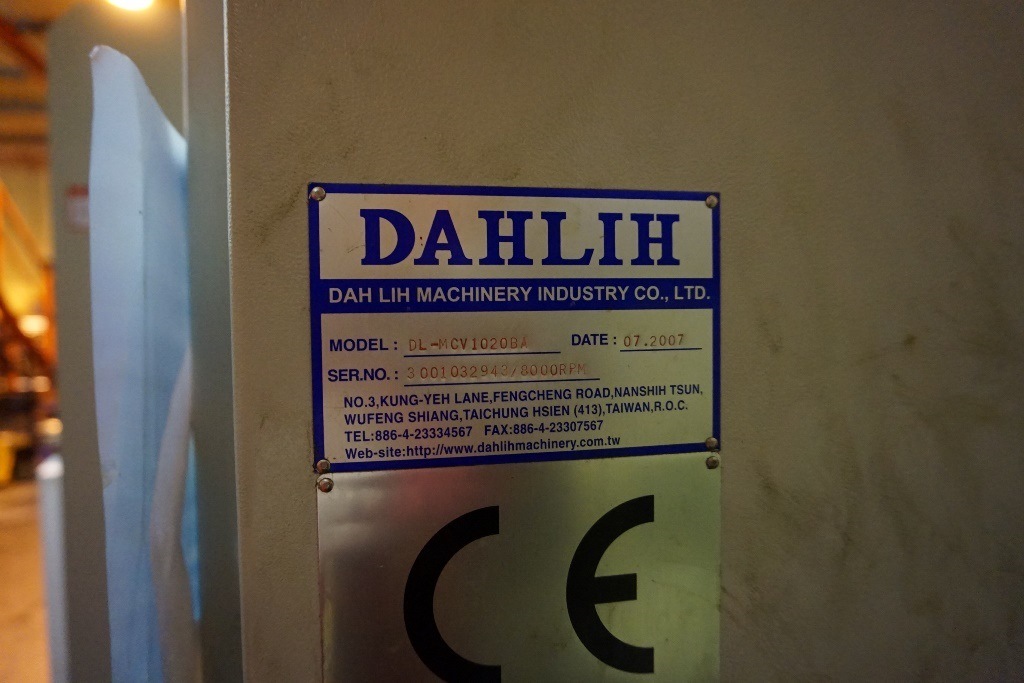 DAHLIH
DAH LIH MACHINERY INDUSTRY CO., LTD.
MODEL : DL-MCV1020BA DATE : 07.2007
SER.NO. : 3001032943/8000RPM
NO.3,KUNG-YEH LANE,FENGCHENG ROAD,NANSHIH TSUN,
WUFENG SHIANG,TAICHUNG HSIEN (413),TAIWAN,R.O.C.
TEL:886-4-23334567 FAX:886-4-23307567
Web-site:http://www.dahlihmachinery.com.tw
CE